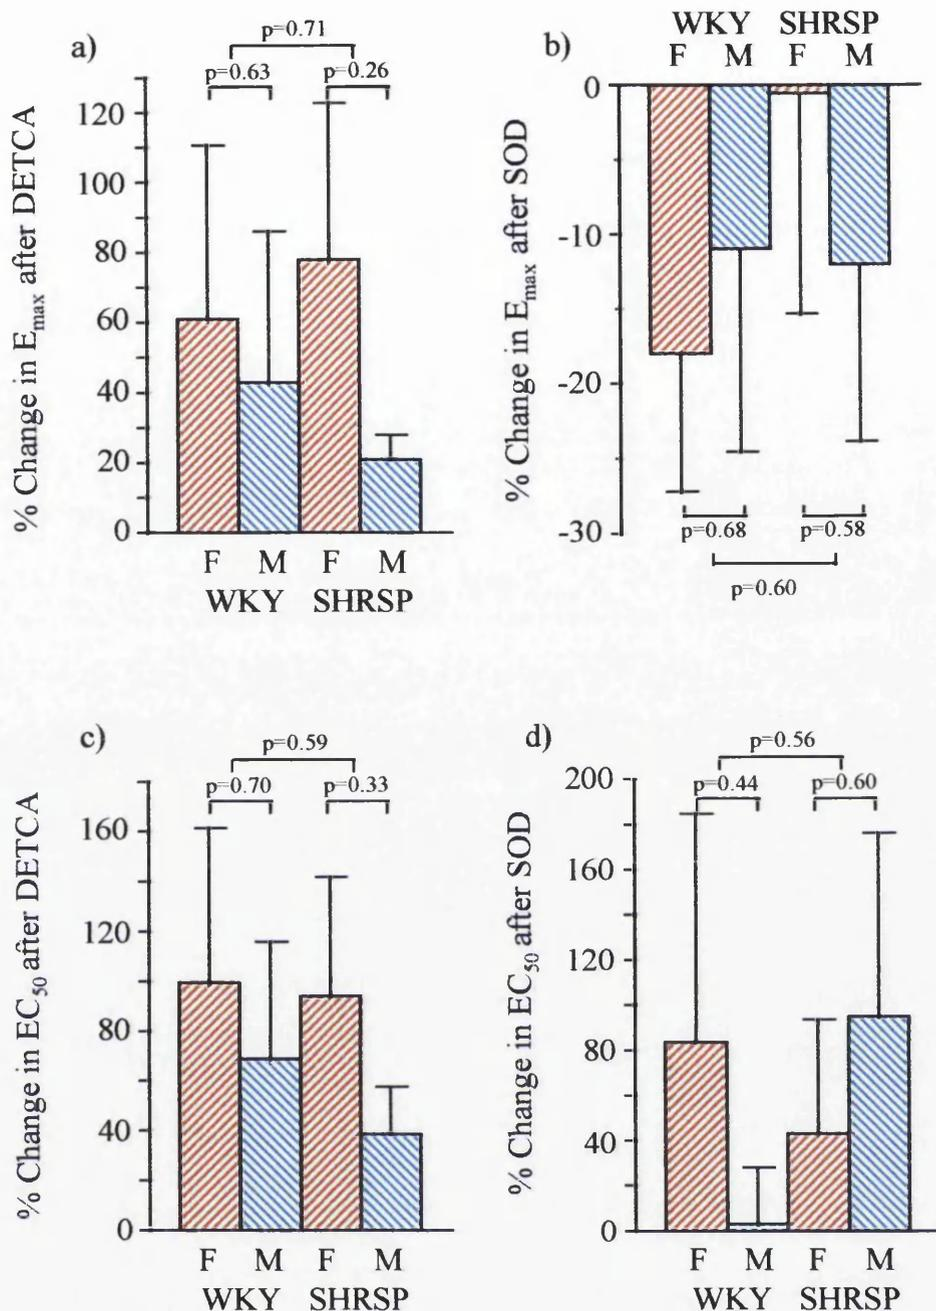 a)
p=0.71
p=0.63
p=0.26
% Change in Emax after DETCA
120
100
80
60
40
20
0
F M F M
WKY SHRSP
b)
WKY SHRSP
F M F M
% Change in Emax after SOD
0
-10
-20
-30
p=0.68
p=0.58
p=0.60
c)
p=0.59
p=0.70
p=0.33
% Change in EC50 after DETCA
160
120
80
40
0
F M F M
WKY SHRSP
d)
p=0.56
p=0.44
p=0.60
% Change in EC50 after SOD
200
160
120
80
40
0
F M F M
WKY SHRSP